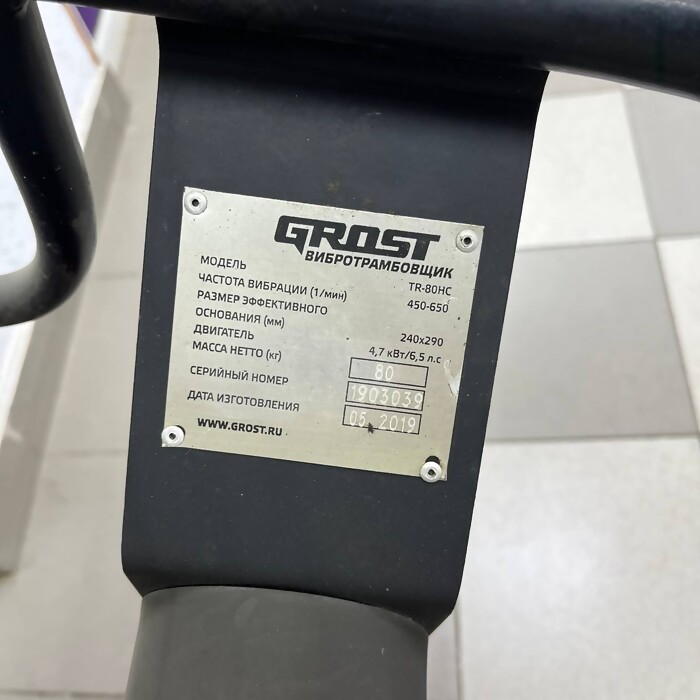 GROST
ВИБРОТРАМБОВЩИК
МОДЕЛЬ TR-80HC
ЧАСТОТА ВИБРАЦИИ (1/мин) 450-650
РАЗМЕР ЭФФЕКТИВНОГО
ОСНОВАНИЯ (мм) 240x290
ДВИГАТЕЛЬ 4,7 кВт/6,5 л.с
МАССА НЕТТО (кг) 80
СЕРИЙНЫЙ НОМЕР 1903039
ДАТА ИЗГОТОВЛЕНИЯ 05.2019
WWW.GROST.RU